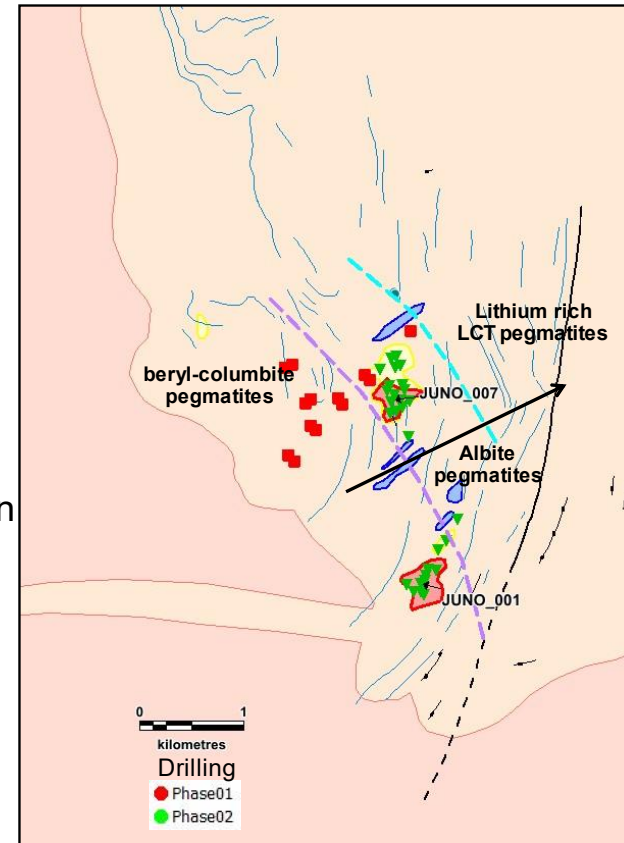 Lithium rich
LCT pegmatites
beryl-columbite
pegmatites
JUNO_007
Albite
pegmatites
JUNO_001
0 1
kilometres
Drilling
Phase01
Phase02